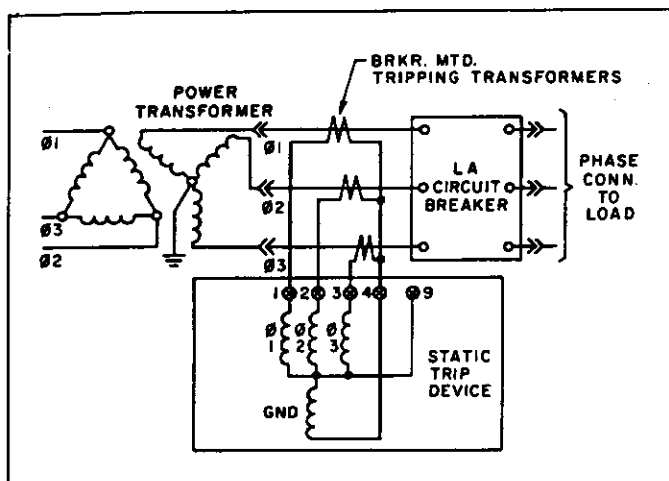 BRKR. MTD.
TRIPPING TRANSFORMERS
POWER
TRANSFORMER
Ø1
Ø3
Ø2
Ø1
Ø2
Ø3
LA
CIRCUIT
BREAKER
PHASE
CONN.
TO
LOAD
1 2 3 4 9
Ø
1
Ø
2
Ø
3
GND
STATIC
TRIP
DEVICE